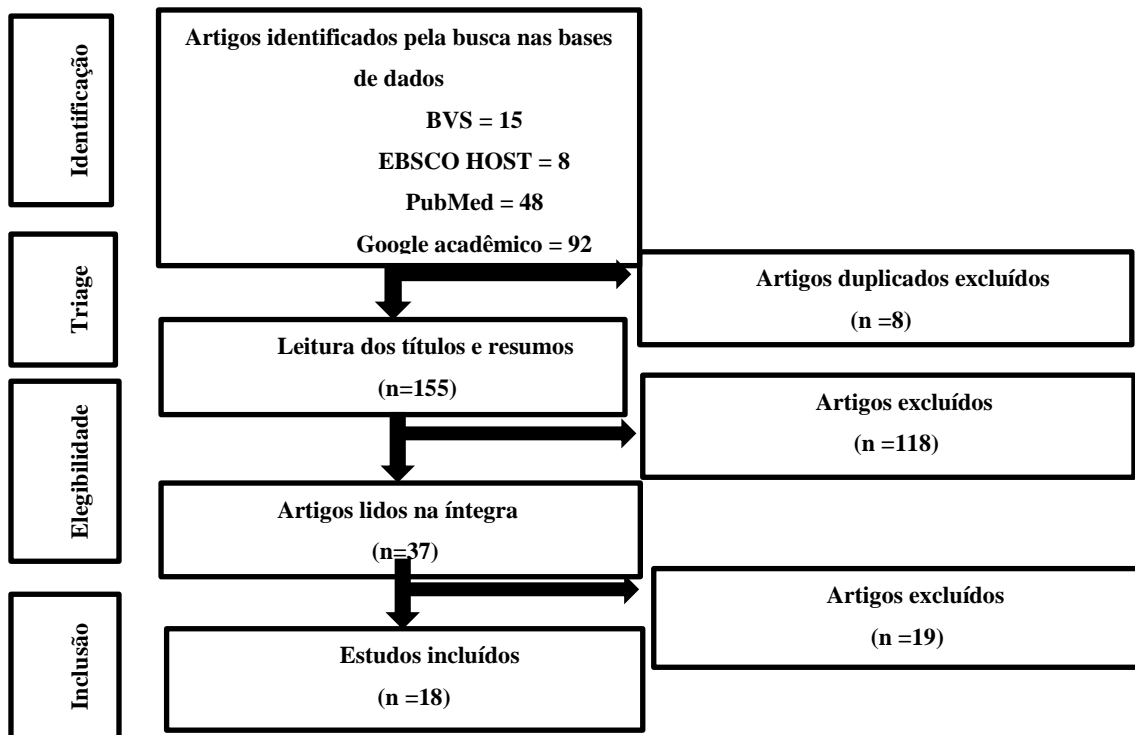 Identificação
Artigos identificados pela busca nas bases
de dados
BVS = 15
EBSCO HOST = 8
PubMed = 48
Google acadêmico = 92
Triage
Artigos duplicados excluídos
(n =8)
Leitura dos títulos e resumos
(n=155)
Elegibilidade
Artigos excluídos
(n =118)
Artigos lidos na íntegra
(n=37)
Inclusão
Artigos excluídos
(n =19)
Estudos incluídos
(n =18)